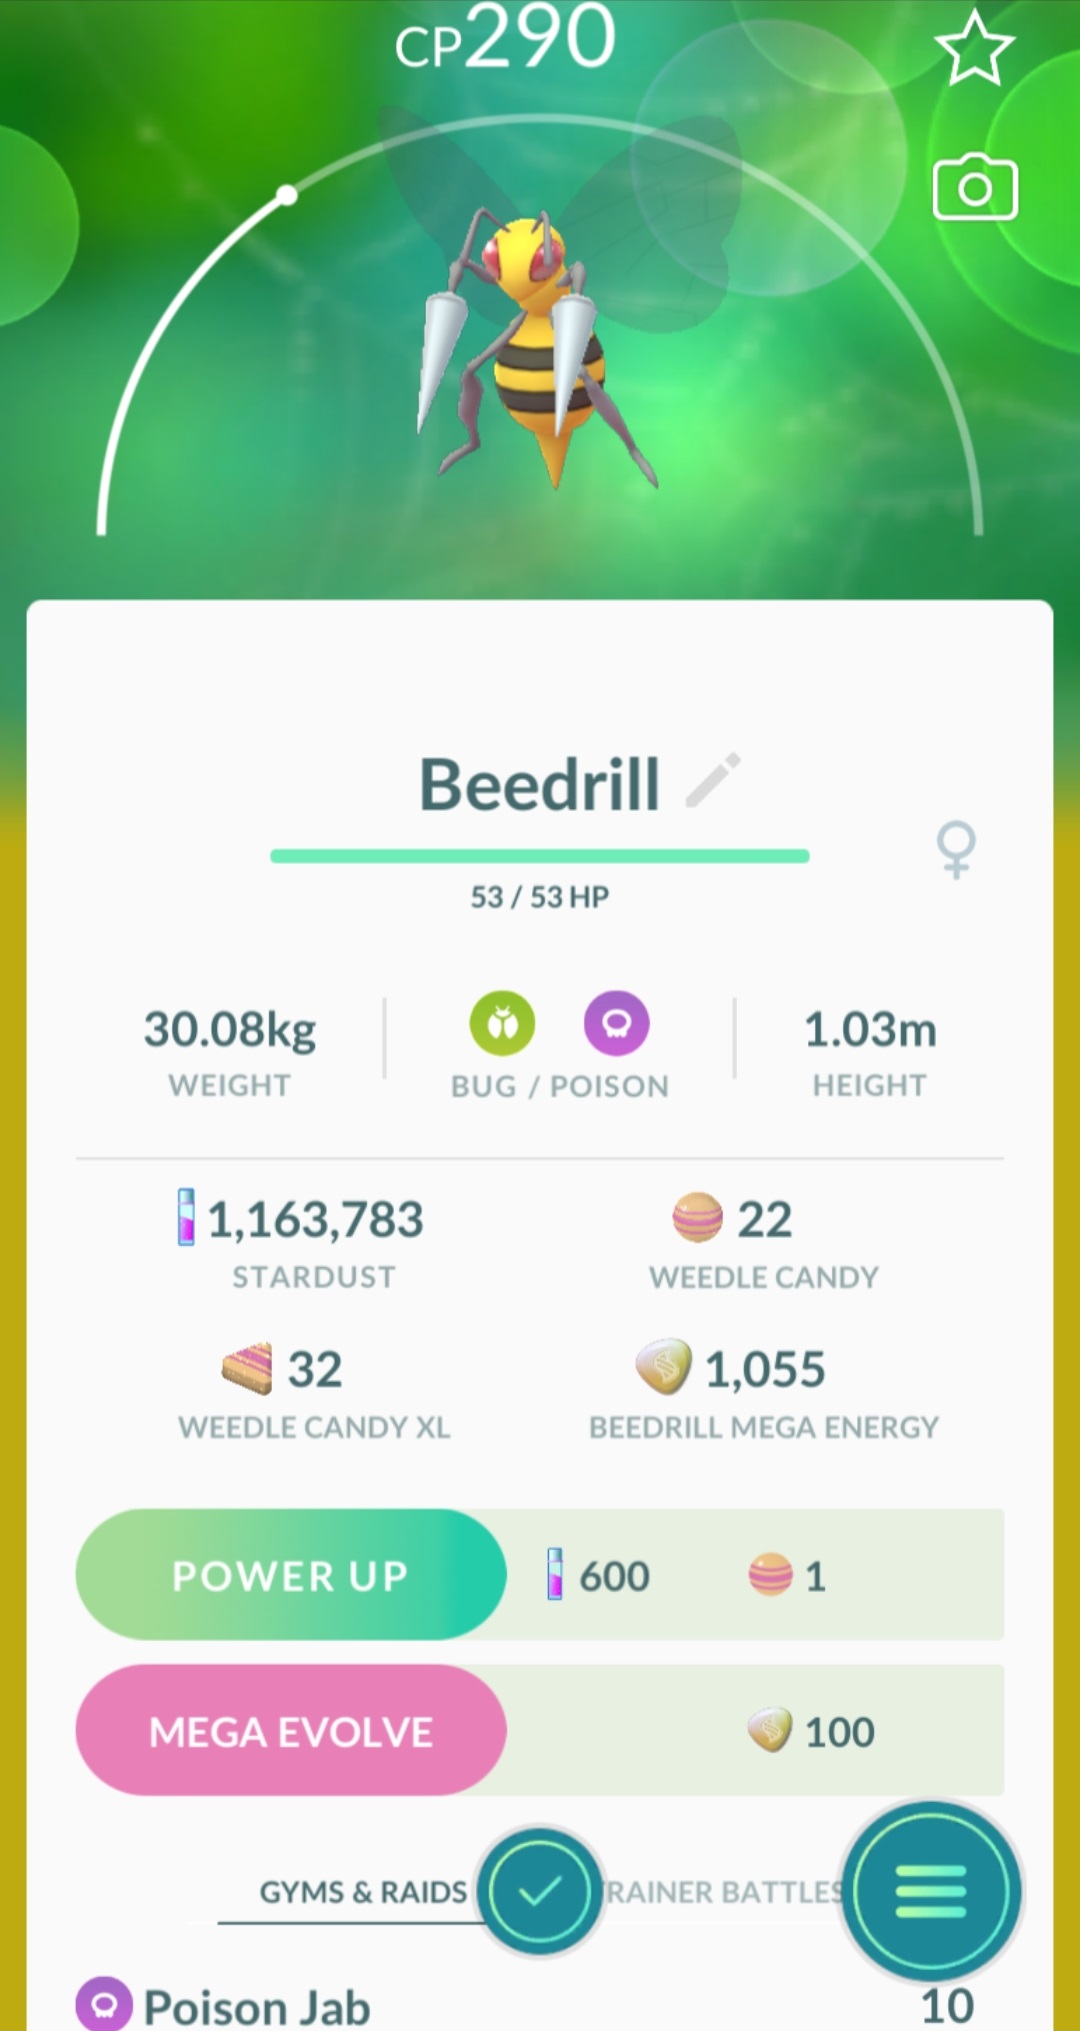 CP290
Beedrill
53 / 53 HP
30.08kg
WEIGHT
BUG / POISON
1.03m
HEIGHT
1,163,783
STARDUST
22
WEEDLE CANDY
32
WEEDLE CANDY XL
1,055
BEEDRILL MEGA ENERGY
POWER UP 600 1
MEGA EVOLVE 100
GYMS & RAIDS RAINER BATTLES
Poison Jab 10